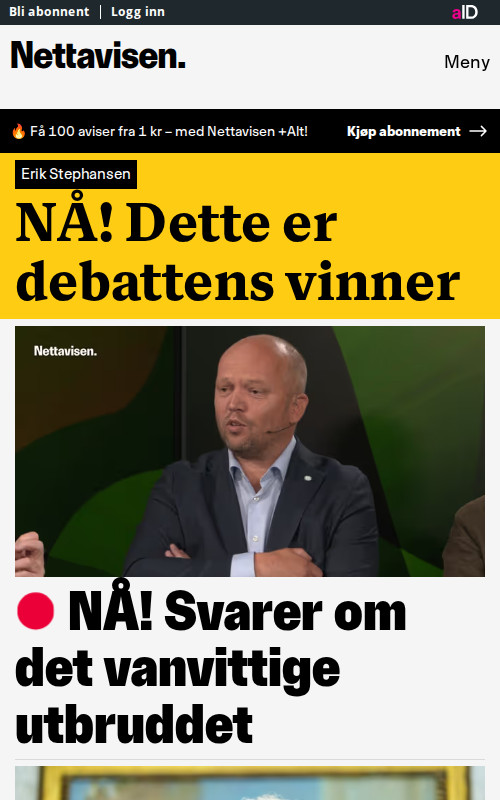 Bli abonnent | Logg inn
aID
Nettavisen.
Meny
🔥 Få 100 aviser fra 1 kr – med Nettavisen +Alt!
Kjøp abonnement →
Erik Stephansen
NÅ! Dette er
debattens vinner
Nettavisen.
NÅ! Svarer om
det vanvittige
utbruddet